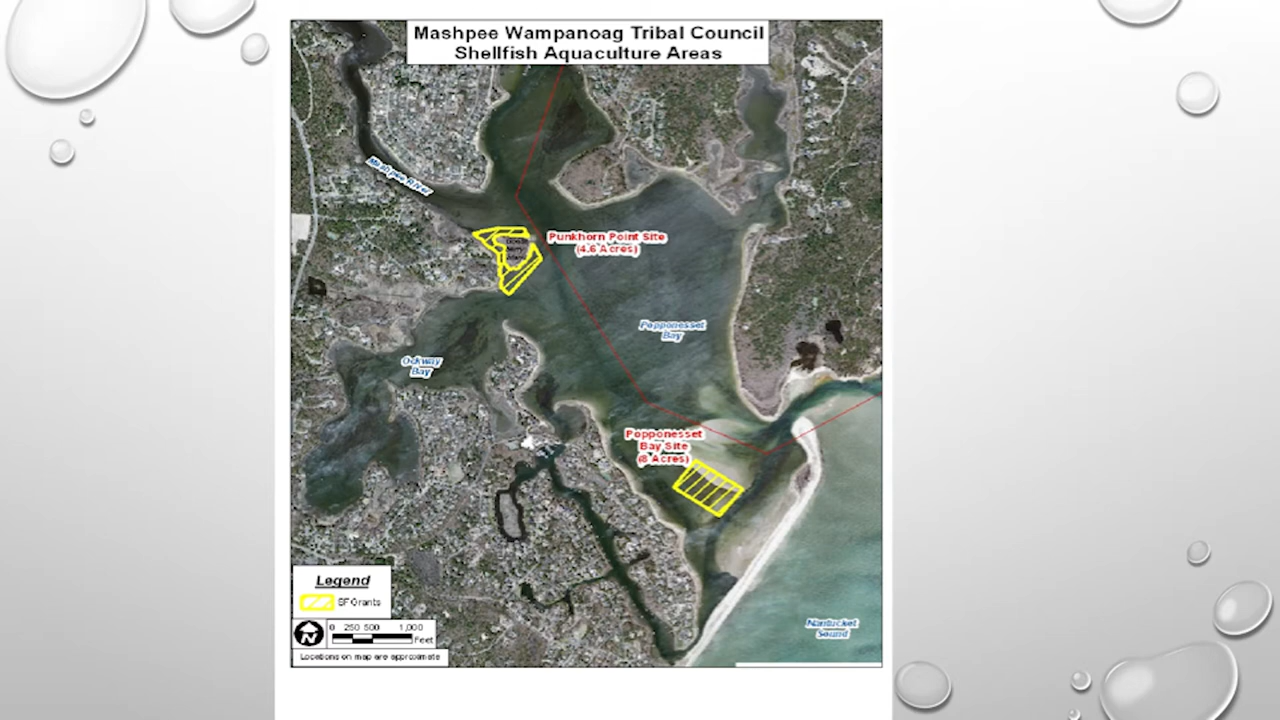 Mashpee Wampanoag Tribal Council
Shellfish Aquaculture Areas
Mashpee River
Punkhorn Point Site
(4.6 Acres)
Popponesset
Bay
Ockway
Bay
Popponesset
Bay Site
(8 Acres)
Legend
SF Grants
N
0 250 500 1,000
Feet
Locations on map are approximate
Nantucket
Sound